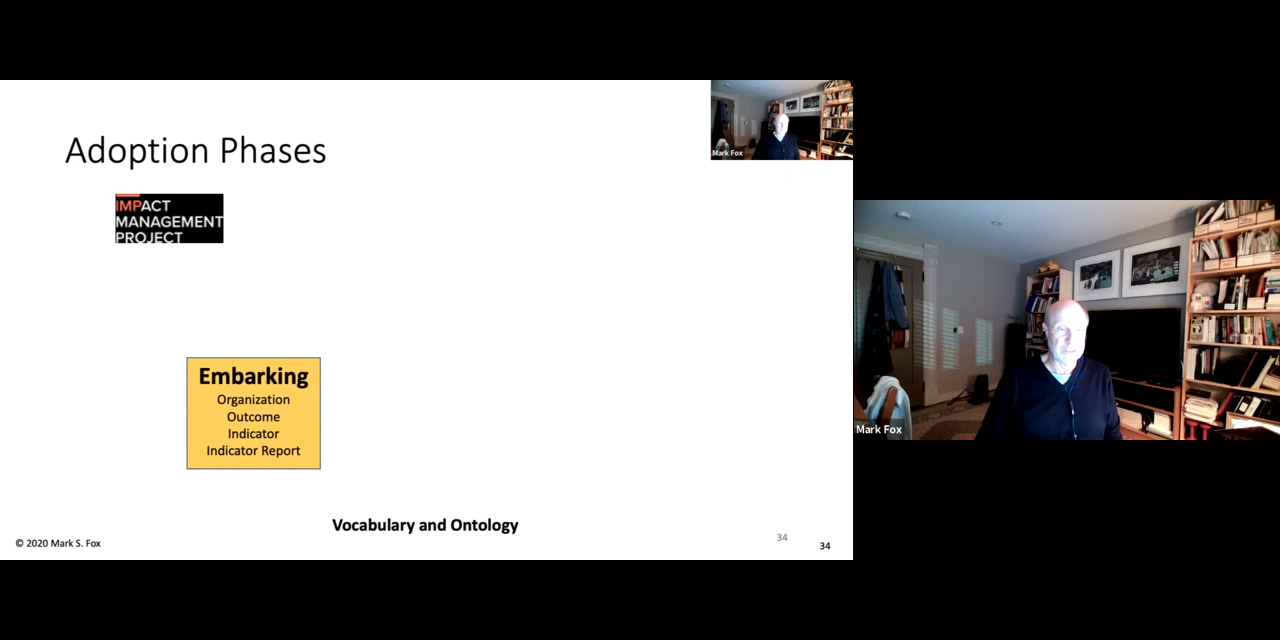 Adoption Phases
IMPACT
MANAGEMENT
PROJECT
Embarking
Organization
Outcome
Indicator
Indicator Report
Vocabulary and Ontology
© 2020 Mark S. Fox
34
34
Mark Fox
Mark Fox